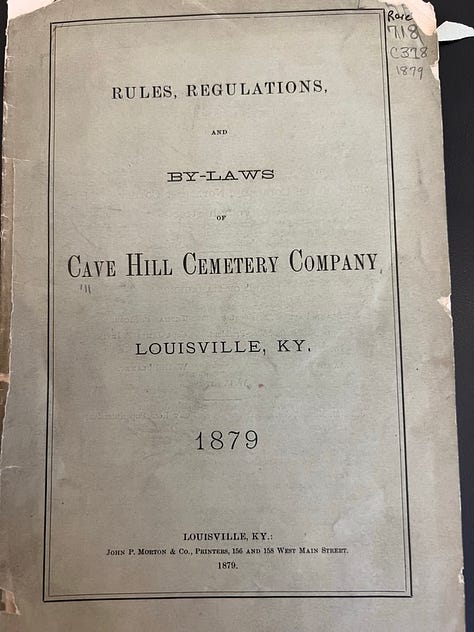 Rare
718
C318
1879
RULES, REGULATIONS,
AND
BY-LAWS
OF
CAVE HILL CEMETERY COMPANY,
LOUISVILLE, KY.
1879
LOUISVILLE, KY.:
JOHN P. MORTON & CO., PRINTERS, 156 AND 158 WEST MAIN STREET.
1879.